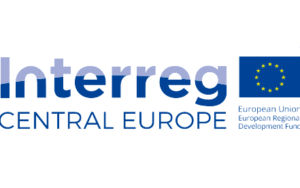 Interreg
CENTRAL EUROPE
European Union
European Regional
Development Fund